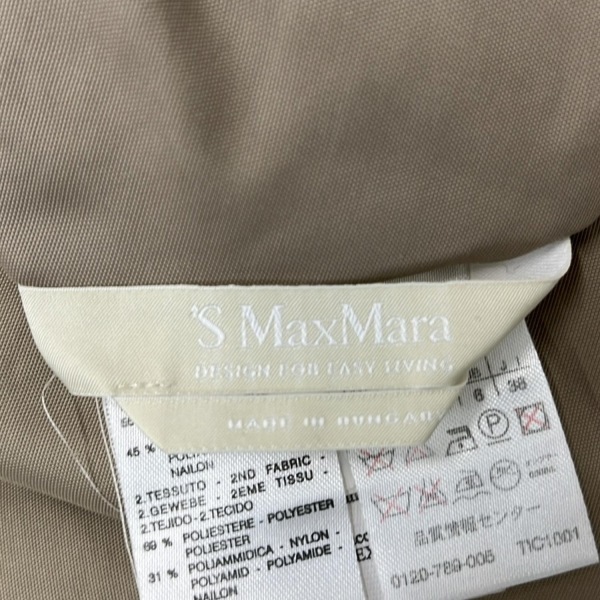 'S MaxMara
DESIGN FOR EASY LIVING
MADE IN HUNGARY
45 %
NAILON
2.TESSUTO - 2ND FABRIC -
2.GEWEBE - 2EME TISSU -
2.TEJIDO-2.TECIDO
69 % POLIESTERE - POLYESTER
POLIESTER
31 % POLIAMMIDICA - NYLON -
POLYAMID - POLYAMIDE -
NAILON
6 38
P
品質情報センター
0120-789-005 TIC1001